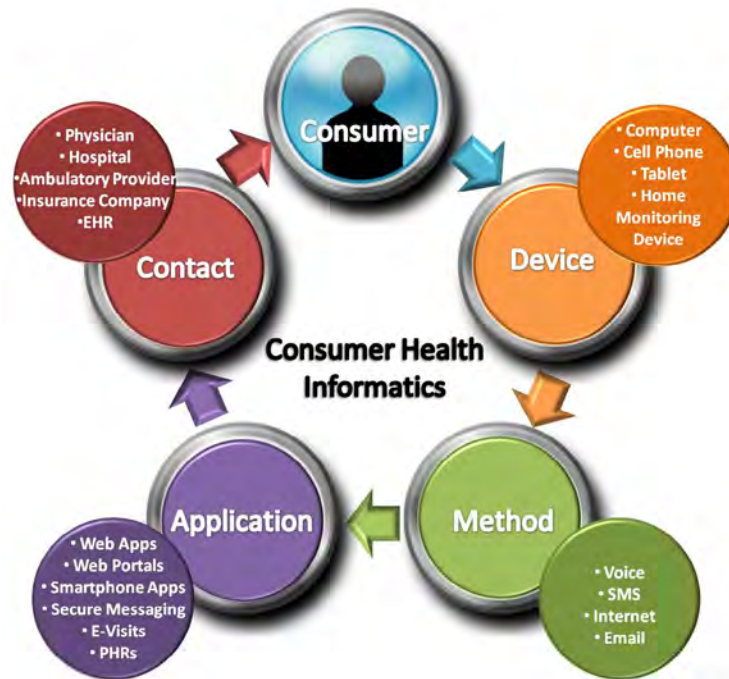 Consumer
• Computer
• Cell Phone
• Tablet
• Home
Monitoring
Device
Device
• Voice
• SMS
• Internet
• Email
Method
• Web Apps
• Web Portals
•Smartphone Apps
•Secure Messaging
• E-Visits
• PHRs
Application
• Physician
• Hospital
•Ambulatory Provider
•Insurance Company
•EHR
Contact
Consumer Health
Informatics